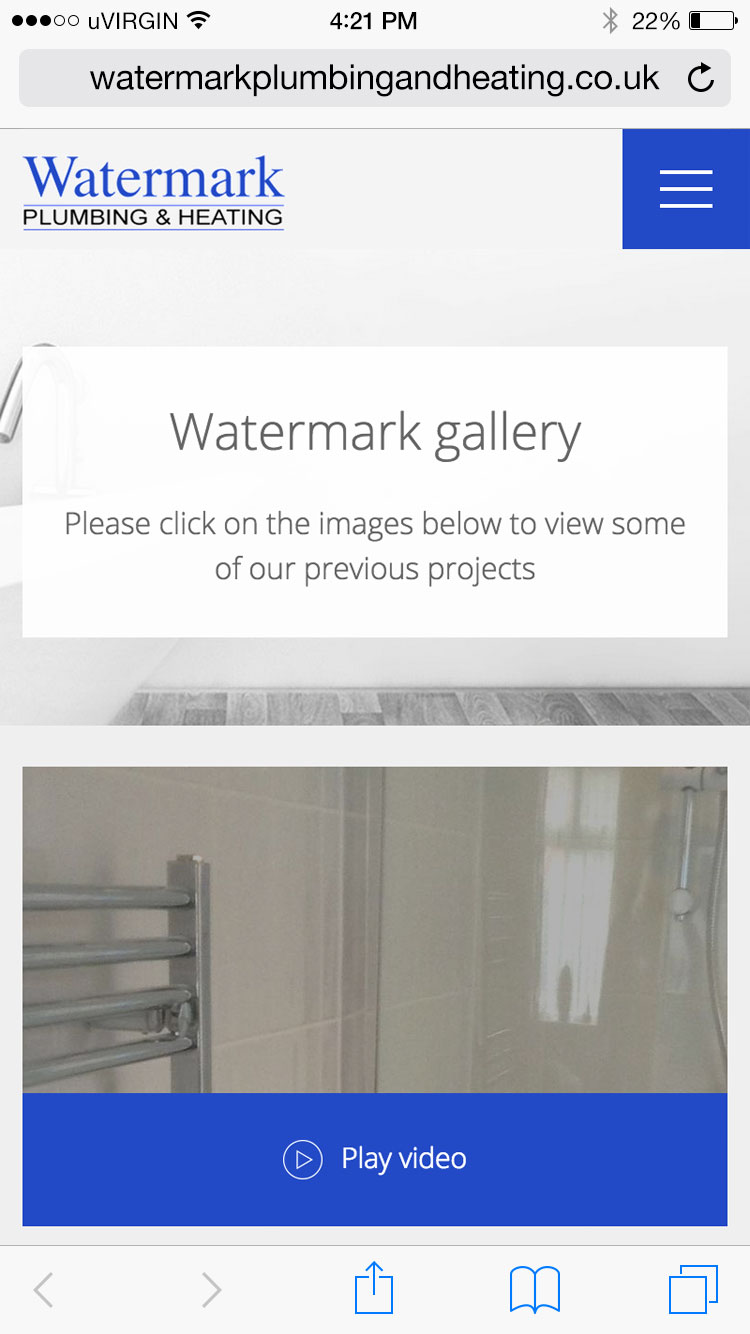 uVIRGIN 4:21 PM 22%
watermarkplumbingandheating.co.uk
Watermark
PLUMBING & HEATING
Watermark gallery
Please click on the images below to view some
of our previous projects
Play video